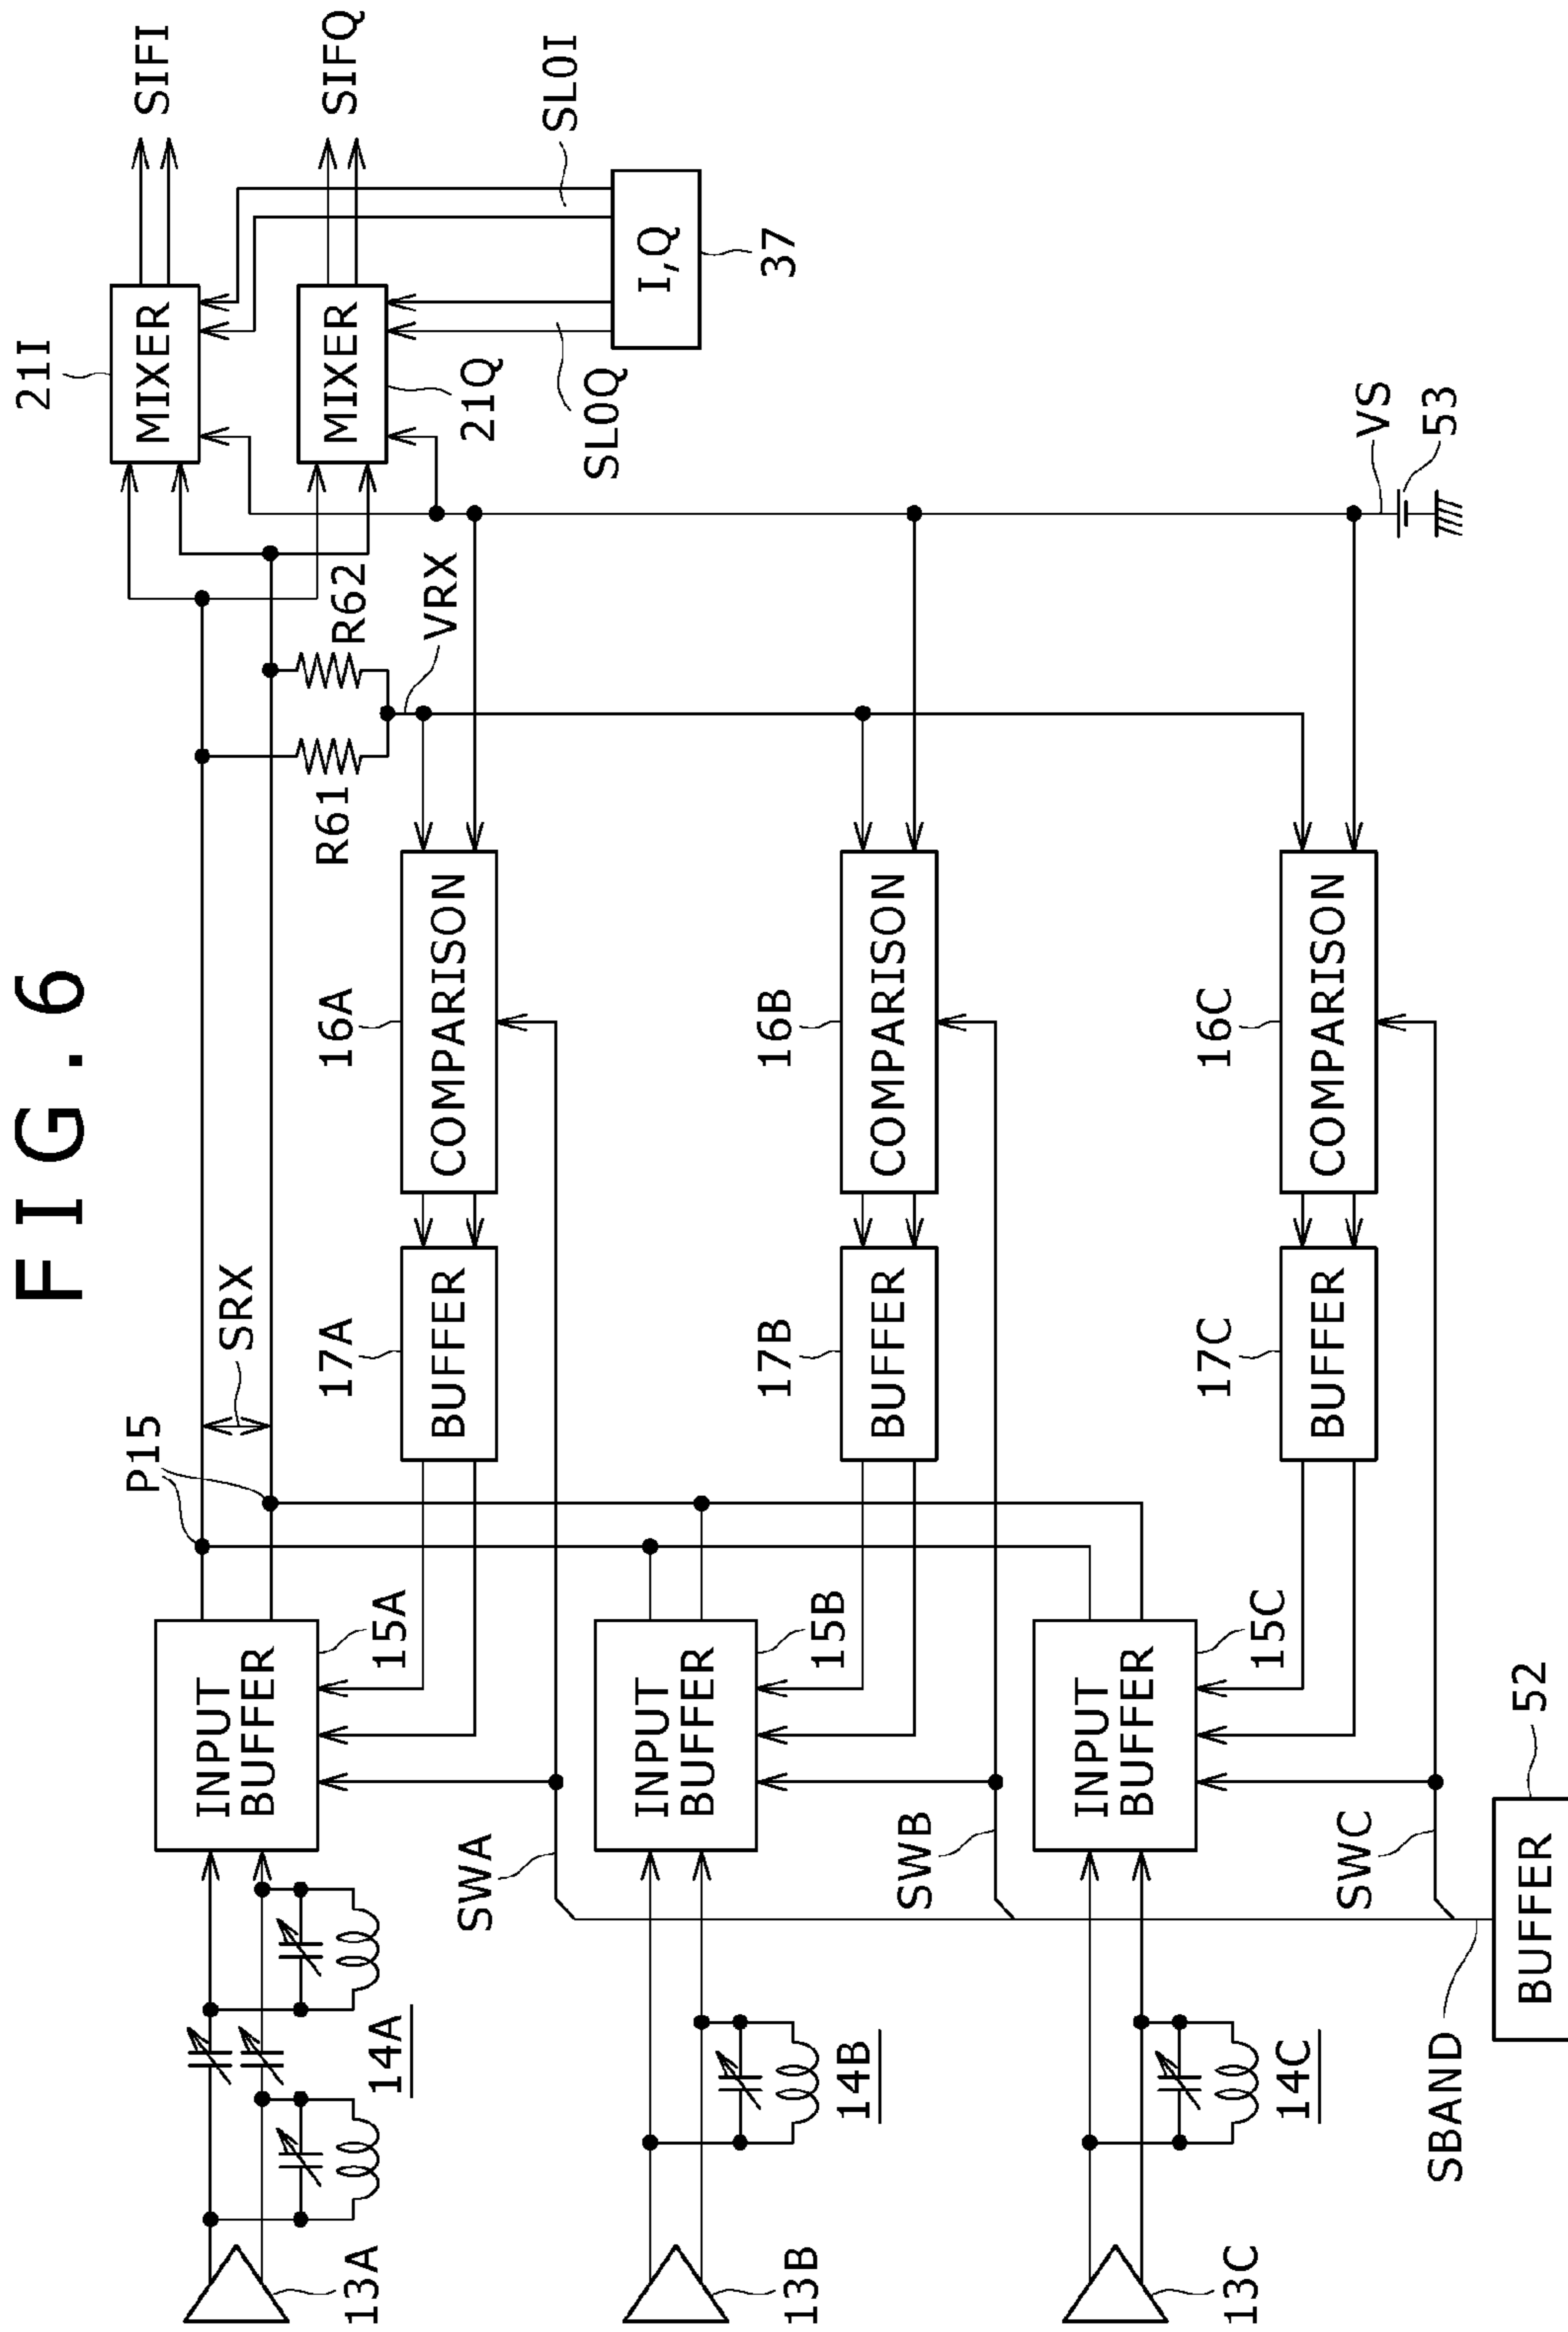 FIG.6
21I
MIXER
SIFI
MIXER
SIFQ
21Q
SL0I
SL0Q
I,Q
37
P15
SRX
R61
R62
VRX
INPUT
BUFFER
15A
17A
BUFFER
16A
COMPARISON
13A
14A
SWA
INPUT
BUFFER
15B
17B
BUFFER
16B
COMPARISON
13B
14B
SWB
INPUT
BUFFER
15C
17C
BUFFER
16C
COMPARISON
VS
53
13C
14C
SWC
SBAND
BUFFER
52